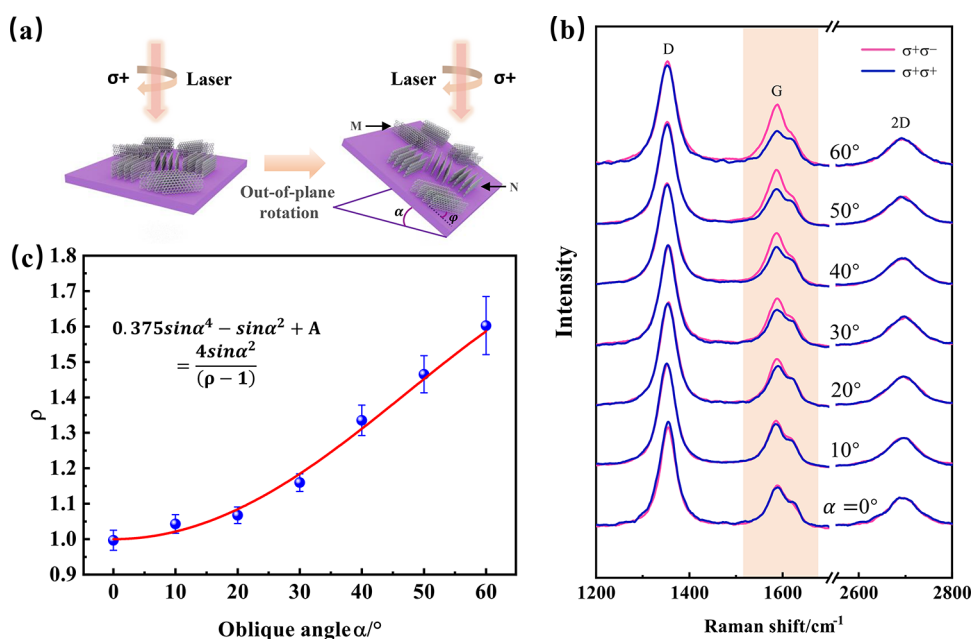 (a)
σ+
Laser
Laser
σ+
M
N
Out-of-plane
rotation
α
φ
(b)
D
G
2D
σ+σ−
σ+σ+
60°
50°
40°
30°
20°
10°
α =0°
Intensity
1200
1400
1600
2600
2800
Raman shift/cm-1
(c)
1.8
1.7
1.6
1.5
1.4
1.3
1.2
1.1
1.0
0.9
ρ
0.375sinα⁴ − sinα² + A
= 4sinα² / (ρ − 1)
0
10
20
30
40
50
60
Oblique angle α/°